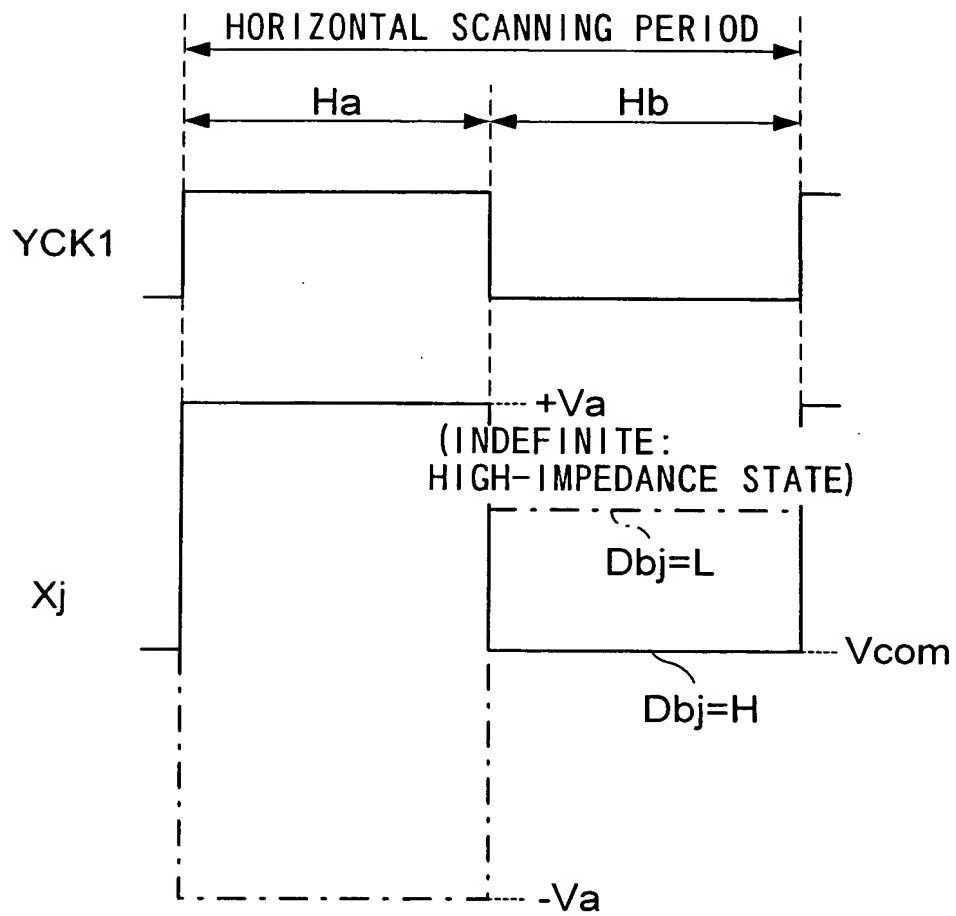 HORIZONTAL SCANNING PERIOD
Ha
Hb
YCK1
+Va
(INDEFINITE:
HIGH-IMPEDANCE STATE)
Dbj=L
Xj
Vcom
Dbj=H
-Va